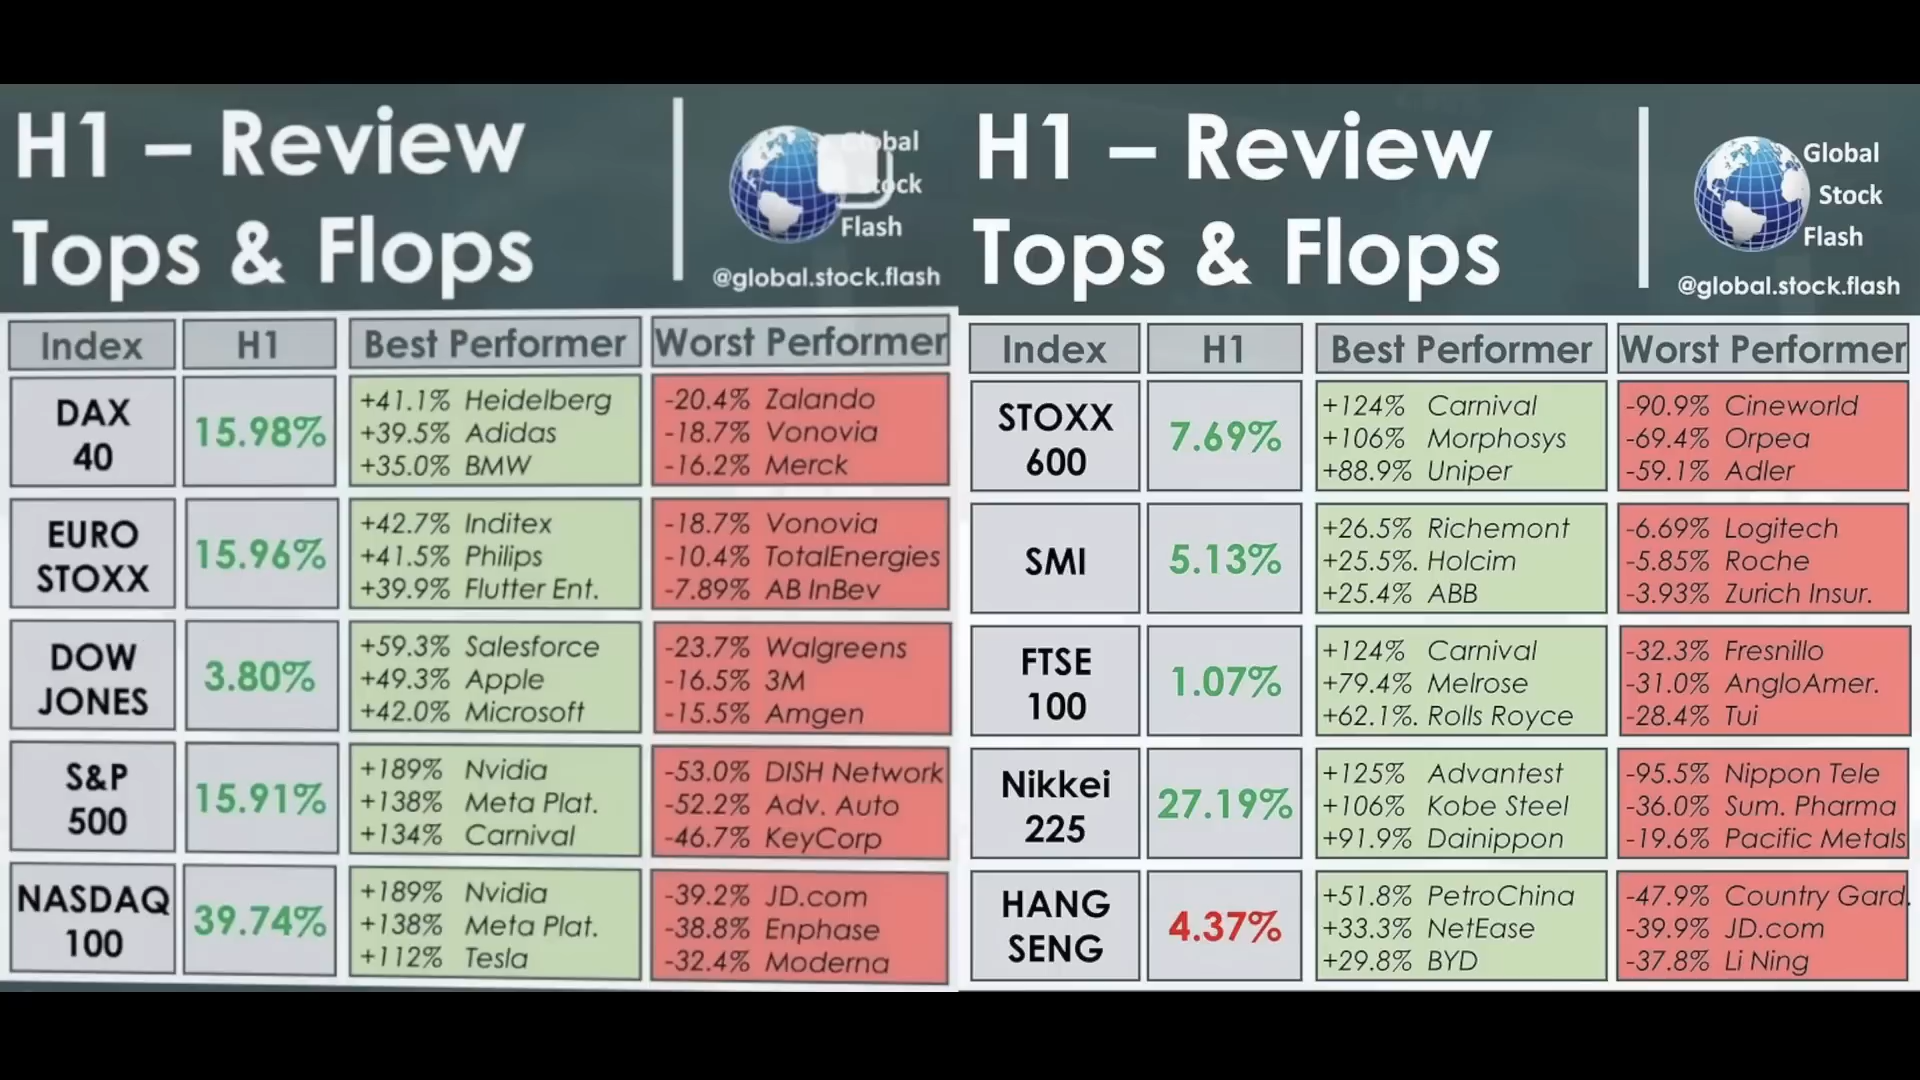 H1 – Review
Tops & Flops
Global
Stock
Flash
@global.stock.flash
Index H1 Best Performer Worst Performer
DAX
40
15.98%
+41.1% Heidelberg
+39.5% Adidas
+35.0% BMW
-20.4% Zalando
-18.7% Vonovia
-16.2% Merck
EURO
STOXX
15.96%
+42.7% Inditex
+41.5% Philips
+39.9% Flutter Ent.
-18.7% Vonovia
-10.4% TotalEnergies
-7.89% AB InBev
DOW
JONES
3.80%
+59.3% Salesforce
+49.3% Apple
+42.0% Microsoft
-23.7% Walgreens
-16.5% 3M
-15.5% Amgen
S&P
500
15.91%
+189% Nvidia
+138% Meta Plat.
+134% Carnival
-53.0% DISH Network
-52.2% Adv. Auto
-46.7% KeyCorp
NASDAQ
100
39.74%
+189% Nvidia
+138% Meta Plat.
+112% Tesla
-39.2% JD.com
-38.8% Enphase
-32.4% Moderna
H1 – Review
Tops & Flops
Global
Stock
Flash
@global.stock.flash
Index H1 Best Performer Worst Performer
STOXX
600
7.69%
+124% Carnival
+106% Morphosys
+88.9% Uniper
-90.9% Cineworld
-69.4% Orpea
-59.1% Adler
SMI
5.13%
+26.5% Richemont
+25.5%. Holcim
+25.4% ABB
-6.69% Logitech
-5.85% Roche
-3.93% Zurich Insur.
FTSE
100
1.07%
+124% Carnival
+79.4% Melrose
+62.1%. Rolls Royce
-32.3% Fresnillo
-31.0% AngloAmer.
-28.4% Tui
Nikkei
225
27.19%
+125% Advantest
+106% Kobe Steel
+91.9% Dainippon
-95.5% Nippon Tele
-36.0% Sum. Pharma
-19.6% Pacific Metals
HANG
SENG
4.37%
+51.8% PetroChina
+33.3% NetEase
+29.8% BYD
-47.9% Country Gard.
-39.9% JD.com
-37.8% Li Ning